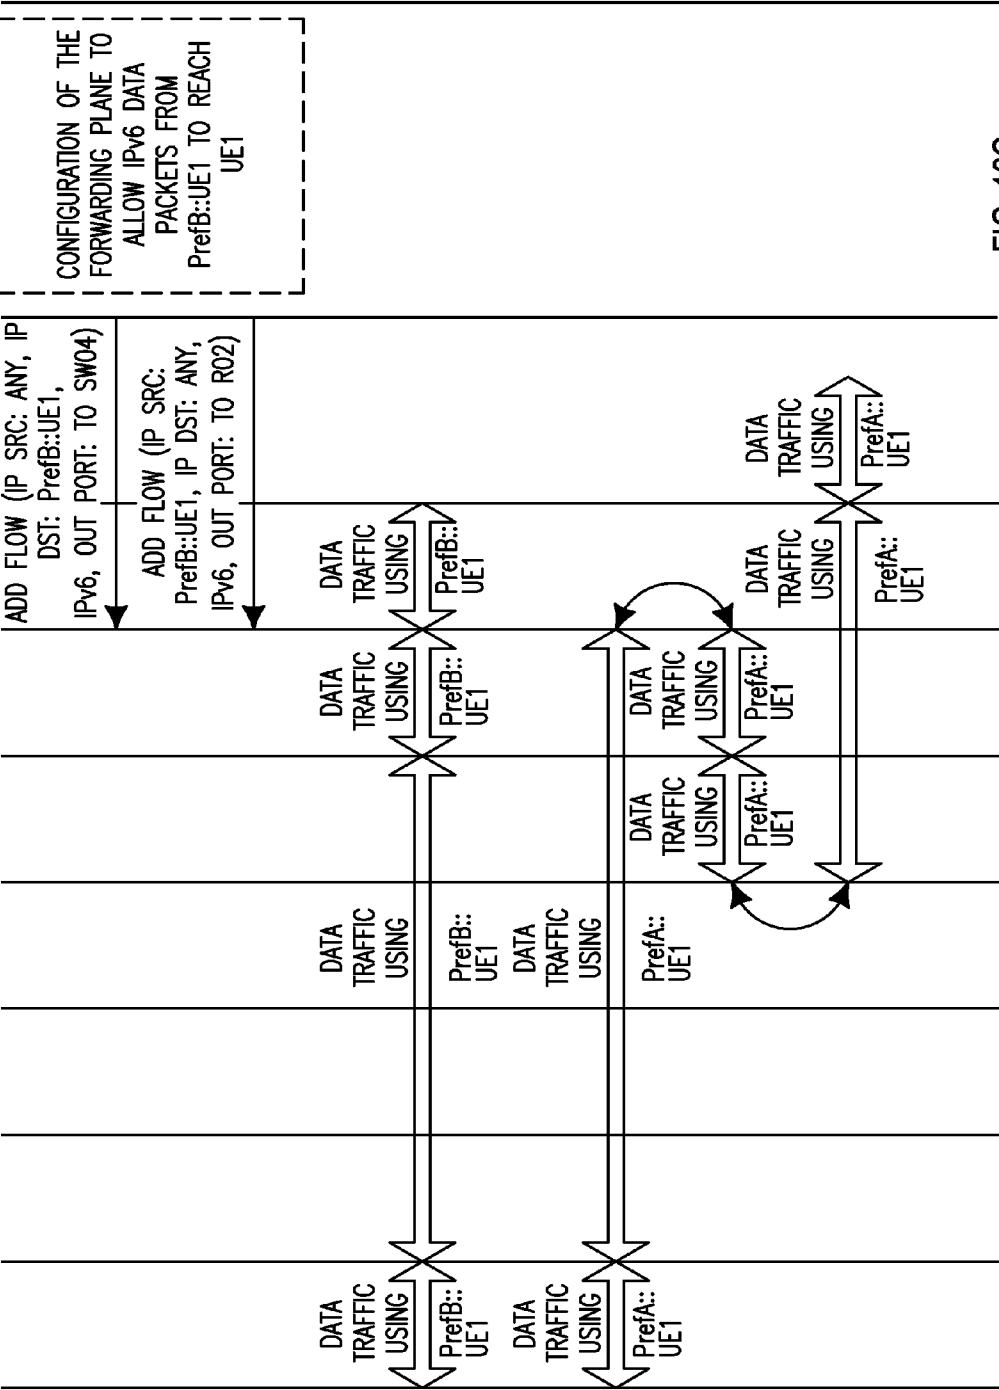 ADD FLOW (IP SRC: ANY, IP
DST: PrefB::UE1,
IPv6, OUT PORT: TO SW04)
ADD FLOW (IP SRC:
PrefB::UE1, IP DST: ANY,
IPv6, OUT PORT: TO R02)
CONFIGURATION OF THE
FORWARDING PLANE TO
ALLOW IPv6 DATA
PACKETS FROM
PrefB::UE1 TO REACH
UE1
DATA
TRAFFIC
USING
PrefB::
UE1
DATA
TRAFFIC
USING
PrefB::
UE1
DATA
TRAFFIC
USING
PrefB::
UE1
DATA
TRAFFIC
USING
PrefB::
UE1
DATA
TRAFFIC
USING
PrefA::
UE1
DATA
TRAFFIC
USING
PrefA::
UE1
DATA
TRAFFIC
USING
PrefA::
UE1
DATA
TRAFFIC
USING
PrefA::
UE1
DATA
TRAFFIC
USING
PrefA::
UE1
DATA
TRAFFIC
USING
PrefA::
UE1